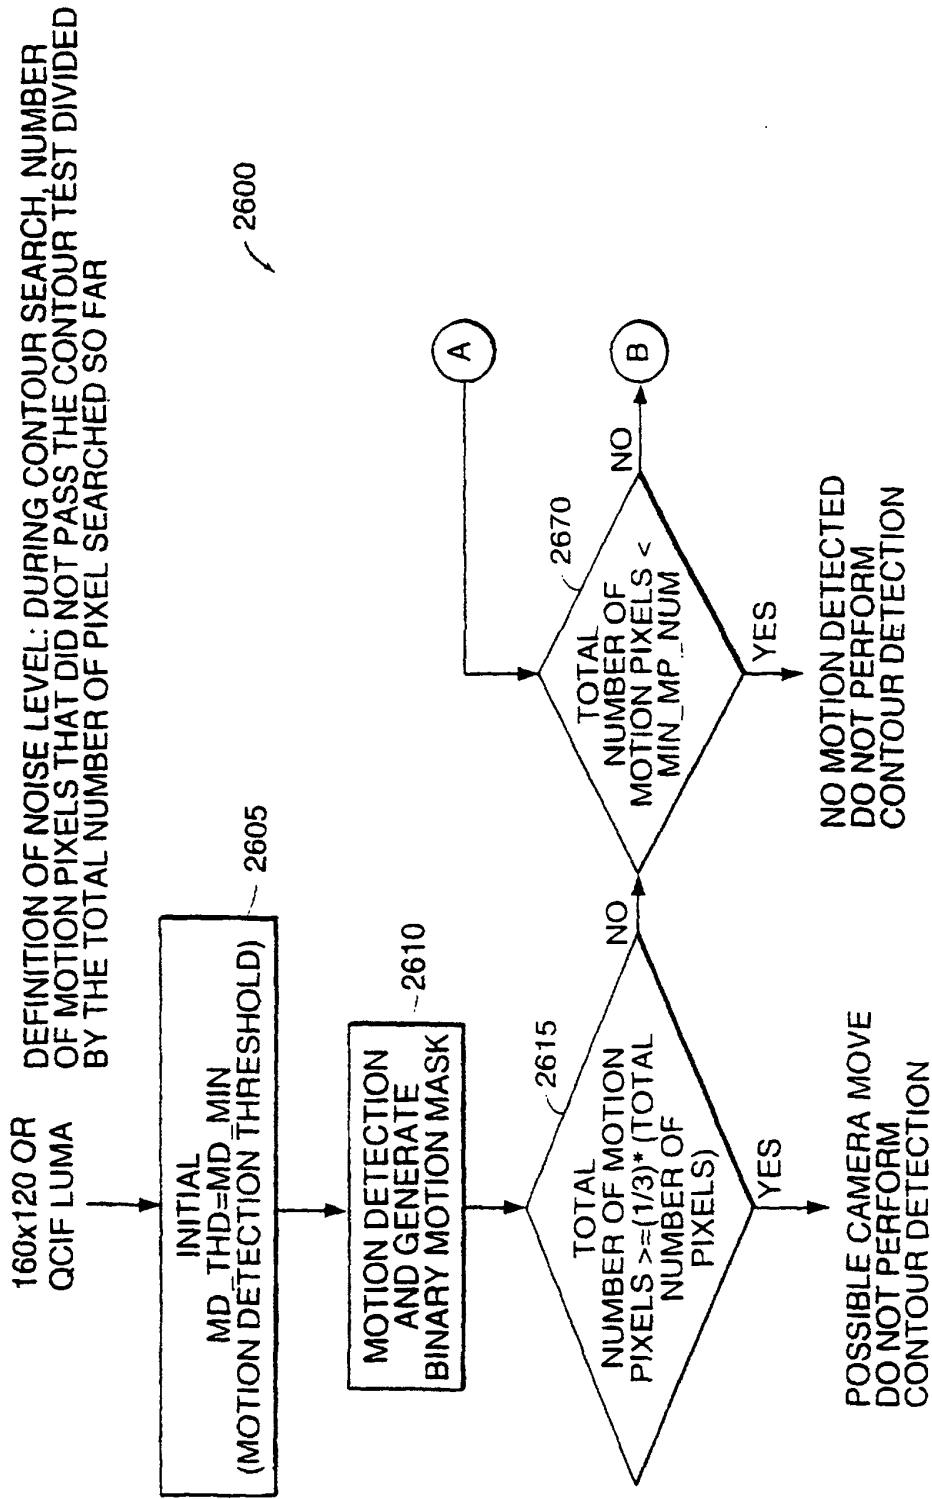 DEFINITION OF NOISE LEVEL: DURING CONTOUR SEARCH, NUMBER
OF MOTION PIXELS THAT DID NOT PASS THE CONTOUR TEST DIVIDED
BY THE TOTAL NUMBER OF PIXEL SEARCHED SO FAR
160x120 OR
QCIF LUMA
2600
INITIAL
MD_THD=MD_MIN
(MOTION DETECTION THRESHOLD)
2605
MOTION DETECTION
AND GENERATE
BINARY MOTION MASK
2610
TOTAL
NUMBER OF MOTION
PIXELS >=(1/3)* (TOTAL
NUMBER OF
PIXELS)
2615
NO
YES
POSSIBLE CAMERA MOVE
DO NOT PERFORM
CONTOUR DETECTION
TOTAL
NUMBER OF
MOTION PIXELS <
MIN_MP_NUM
2670
NO
YES
NO MOTION DETECTED
DO NOT PERFORM
CONTOUR DETECTION
A
B